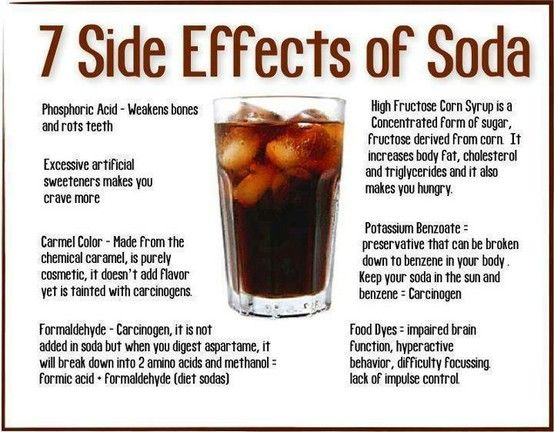 7 Side Effects of Soda
Phosphoric Acid - Weakens bones
and rots teeth
Excessive artificial
sweeteners makes you
crave more
Carmel Color - Made from the
chemical caramel, is purely
cosmetic, it doesn't add flavor
yet is tainted with carcinogens.
Formaldehyde - Carcinogen, it is not
added in soda but when you digest aspartame, it
will break down into 2 amino acids and methanol =
formic acid + formaldehyde (diet sodas)
High Fructose Corn Syrup is a
Concentrated form of sugar,
fructose derived from corn. It
increases body fat, cholesterol
and triglycerides and it also
makes you hungry.
Potassium Benzoate =
preservative that can be broken
down to benzene in your body.
Keep your soda in the sun and
benzene = Carcinogen
Food Dyes = impaired brain
function, hyperactive
behavior, difficulty focussing.
lack of impulse control.